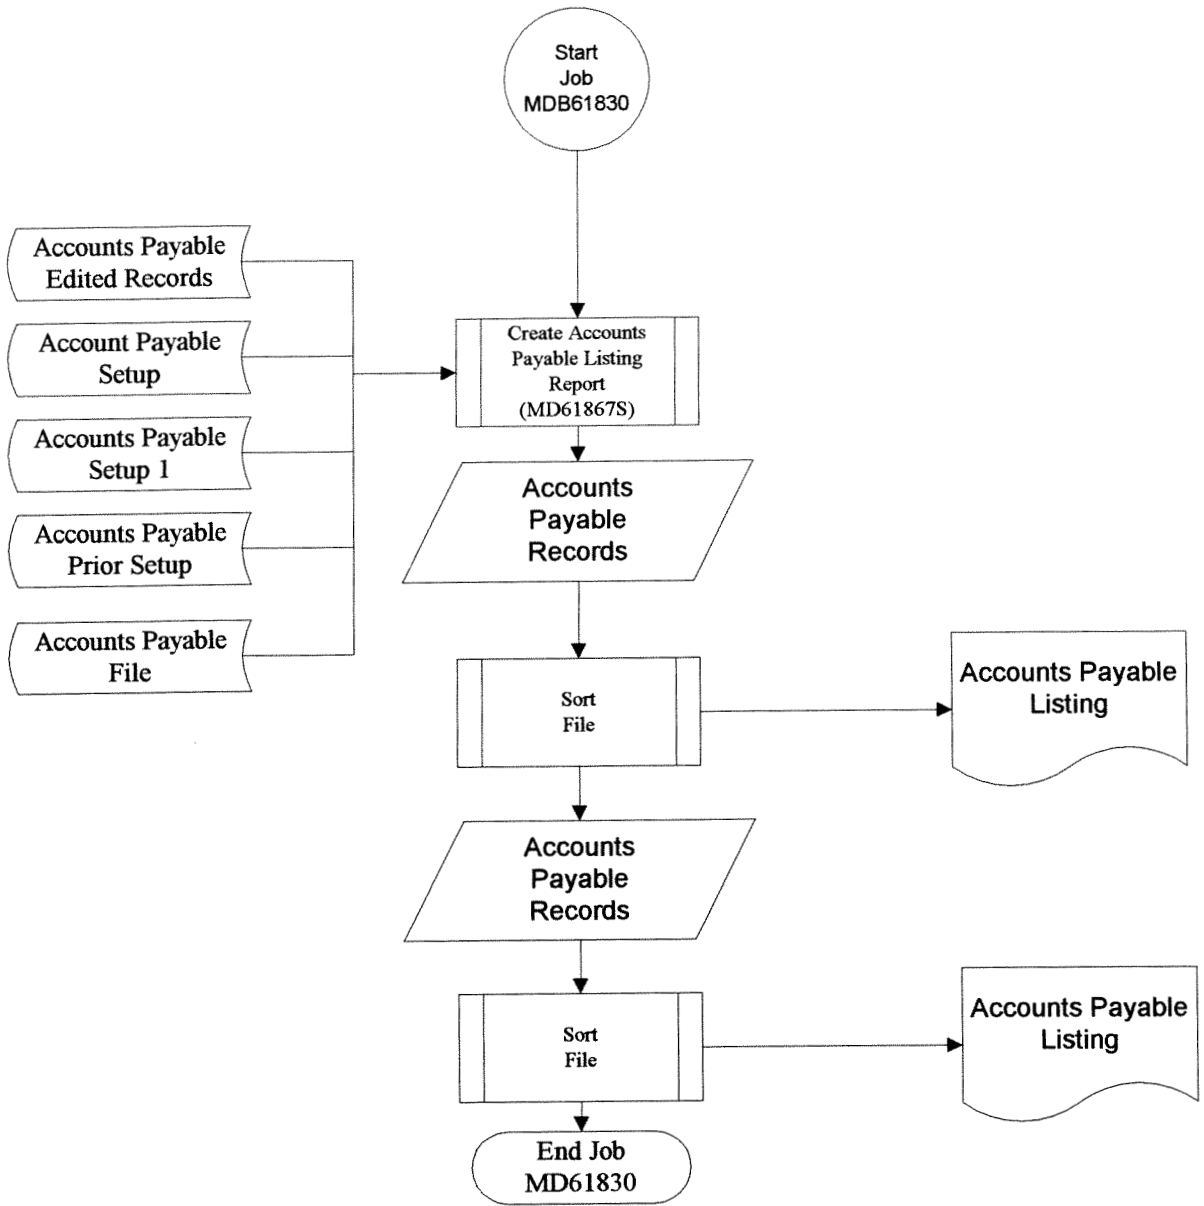 Start
Job
MDB61830
Accounts Payable
Edited Records
Account Payable
Setup
Accounts Payable
Setup 1
Accounts Payable
Prior Setup
Accounts Payable
File
Create Accounts
Payable Listing
Report
(MD61867S)
Accounts
Payable
Records
Sort
File
Accounts Payable
Listing
Accounts
Payable
Records
Sort
File
Accounts Payable
Listing
End Job
MD61830